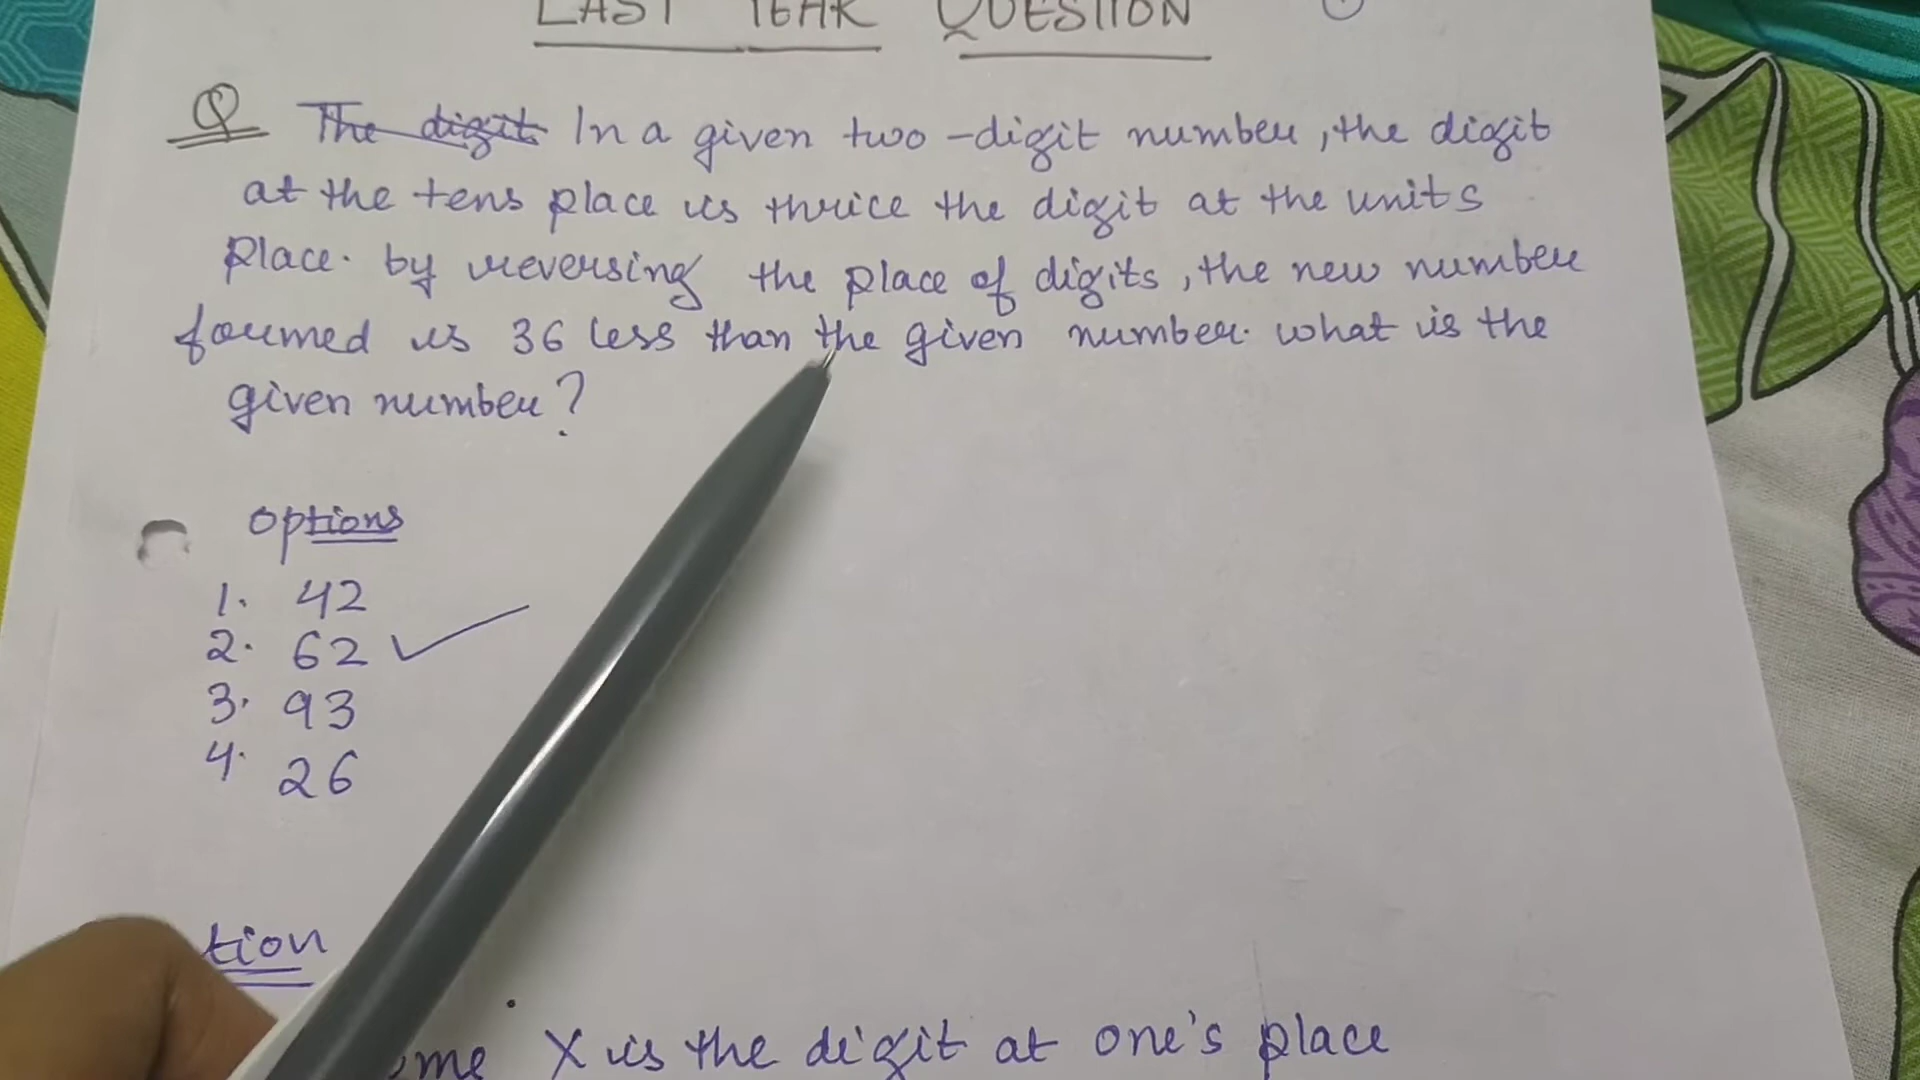 LAST YEAR QUESTION
Q The digit In a given two-digit number, the digit
at the tens place is thrice the digit at the units
place. by reversing the place of digits, the new number
formed is 36 less than the given number. what is the
given number?
Options
1. 42
2. 62 ✓
3. 93
4. 26
tion
me X is the digit at one's place